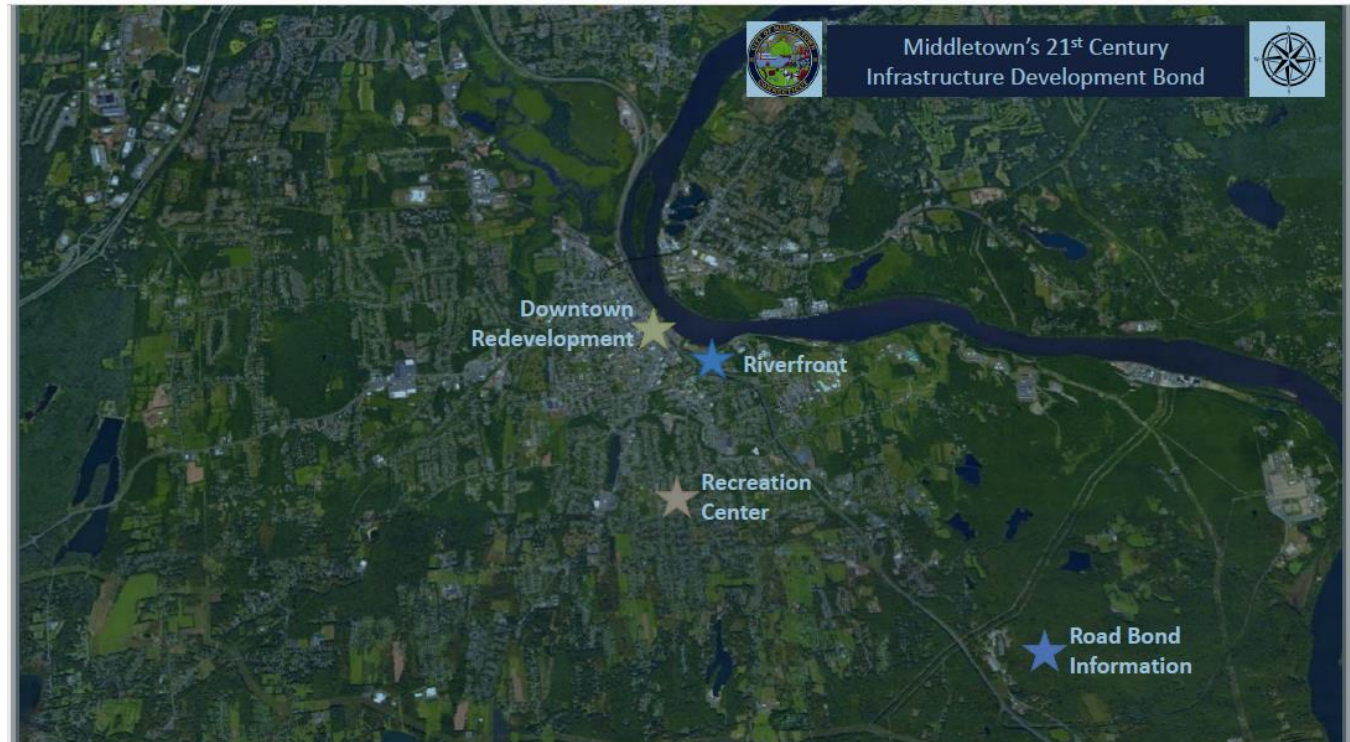 Middletown's 21st Century
Infrastructure Development Bond
Downtown
Redevelopment
Riverfront
Recreation
Center
Road Bond
Information